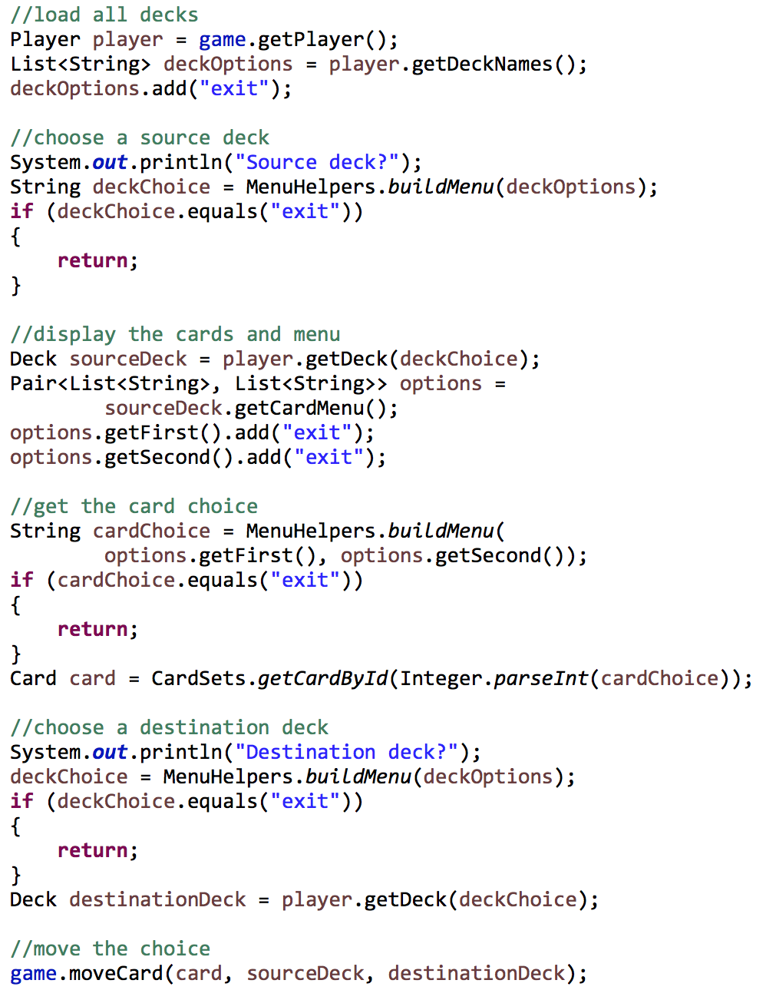 //load all decks
Player player = game.getPlayer();
List<String> deckOptions = player.getDeckNames();
deckOptions.add("exit");

//choose a source deck
System.out.println("Source deck?");
String deckChoice = MenuHelpers.buildMenu(deckOptions);
if (deckChoice.equals("exit"))
{
    return;
}

//display the cards and menu
Deck sourceDeck = player.getDeck(deckChoice);
Pair<List<String>, List<String>> options =
        sourceDeck.getCardMenu();
options.getFirst().add("exit");
options.getSecond().add("exit");

//get the card choice
String cardChoice = MenuHelpers.buildMenu(
        options.getFirst(), options.getSecond());
if (cardChoice.equals("exit"))
{
    return;
}
Card card = CardSets.getCardById(Integer.parseInt(cardChoice));

//choose a destination deck
System.out.println("Destination deck?");
deckChoice = MenuHelpers.buildMenu(deckOptions);
if (deckChoice.equals("exit"))
{
    return;
}
Deck destinationDeck = player.getDeck(deckChoice);

//move the choice
game.moveCard(card, sourceDeck, destinationDeck);